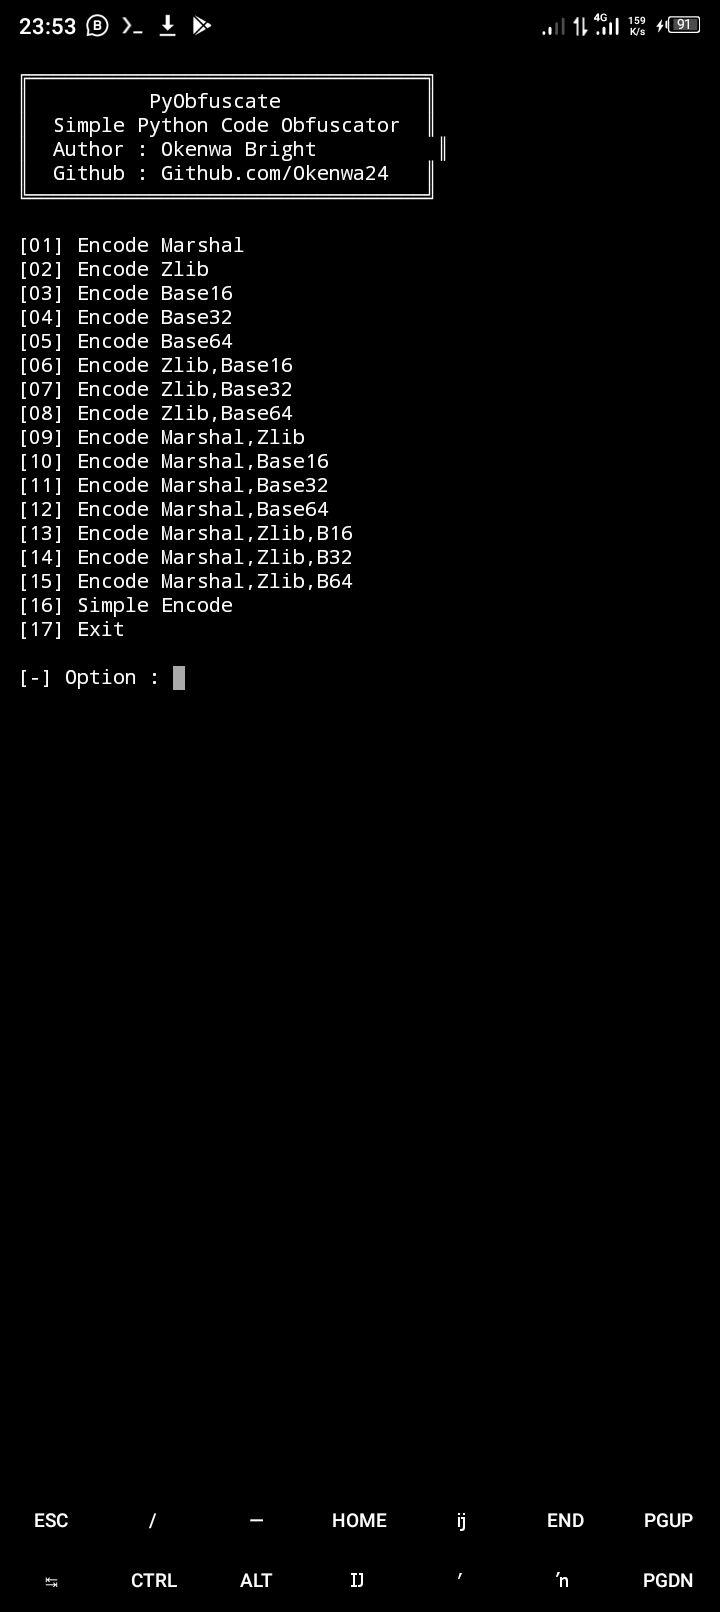 23:53 4G 159 K/s 91
PyObfuscate
Simple Python Code Obfuscator
Author : Okenwa Bright
Github : Github.com/Okenwa24
[01] Encode Marshal
[02] Encode Zlib
[03] Encode Base16
[04] Encode Base32
[05] Encode Base64
[06] Encode Zlib,Base16
[07] Encode Zlib,Base32
[08] Encode Zlib,Base64
[09] Encode Marshal,Zlib
[10] Encode Marshal,Base16
[11] Encode Marshal,Base32
[12] Encode Marshal,Base64
[13] Encode Marshal,Zlib,B16
[14] Encode Marshal,Zlib,B32
[15] Encode Marshal,Zlib,B64
[16] Simple Encode
[17] Exit
[-] Option :
ESC / — HOME ij END PGUP
↹ CTRL ALT IJ ′ ŉ PGDN